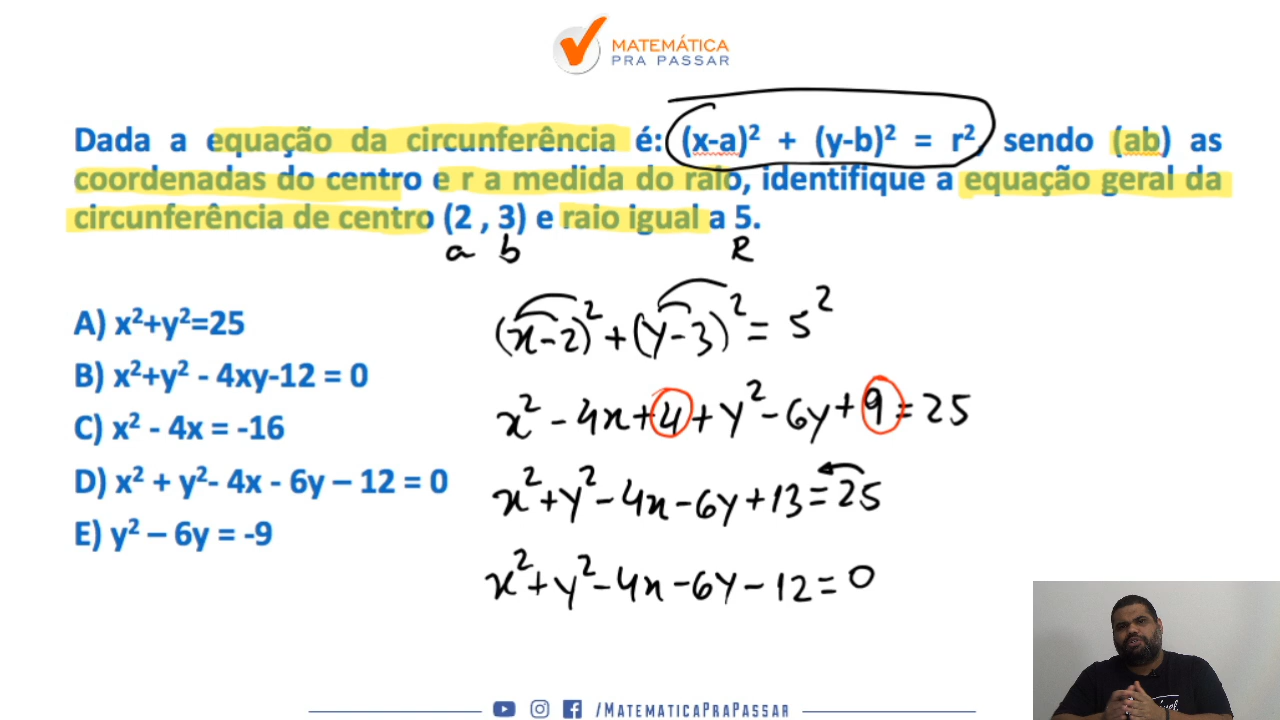 MATEMÁTICA
PRA PASSAR
Dada a equação da circunferência é: (x-a)² + (y-b)² = r², sendo (ab) as
coordenadas do centro e r a medida do raio, identifique a equação geral da
circunferência de centro (2 , 3) e raio igual a 5.
a b R
A) x²+y²=25
B) x²+y² - 4xy-12 = 0
C) x² - 4x = -16
D) x² + y²- 4x - 6y – 12 = 0
E) y² – 6y = -9
(x-2)² + (y-3)² = 5²
x² - 4x + 4 + y² - 6y + 9 = 25
x² + y² - 4x - 6y + 13 = 25
x² + y² - 4x - 6y - 12 = 0
/MATEMATICAPRAPASSAR